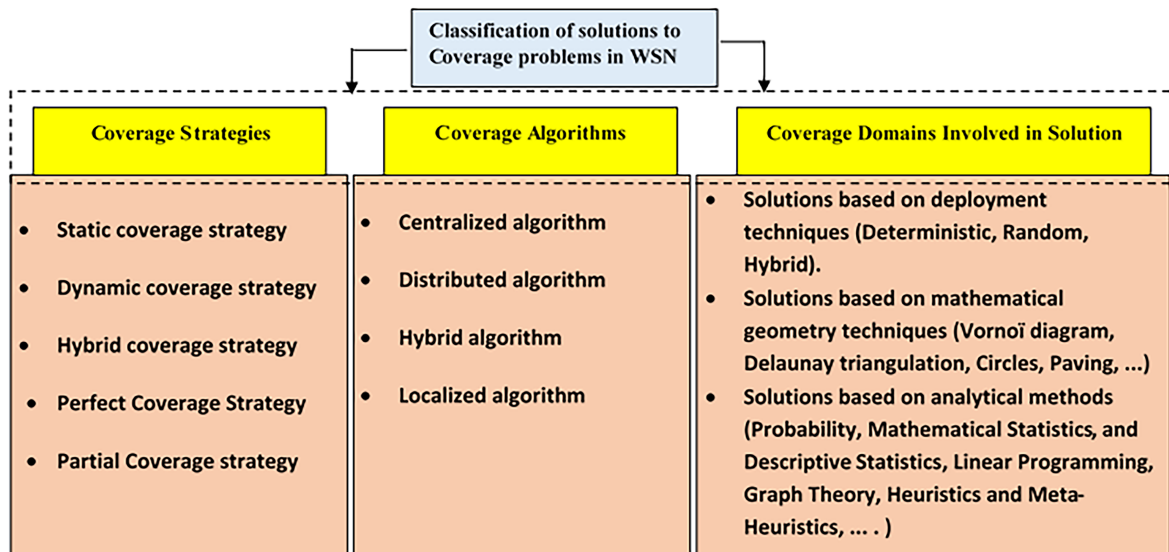 Classification of solutions to
Coverage problems in WSN
Coverage Strategies
• Static coverage strategy
• Dynamic coverage strategy
• Hybrid coverage strategy
• Perfect Coverage Strategy
• Partial Coverage strategy
Coverage Algorithms
• Centralized algorithm
• Distributed algorithm
• Hybrid algorithm
• Localized algorithm
Coverage Domains Involved in Solution
• Solutions based on deployment
techniques (Deterministic, Random,
Hybrid).
• Solutions based on mathematical
geometry techniques (Vornoï diagram,
Delaunay triangulation, Circles, Paving, ...)
• Solutions based on analytical methods
(Probability, Mathematical Statistics, and
Descriptive Statistics, Linear Programming,
Graph Theory, Heuristics and Meta-
Heuristics, ... . )